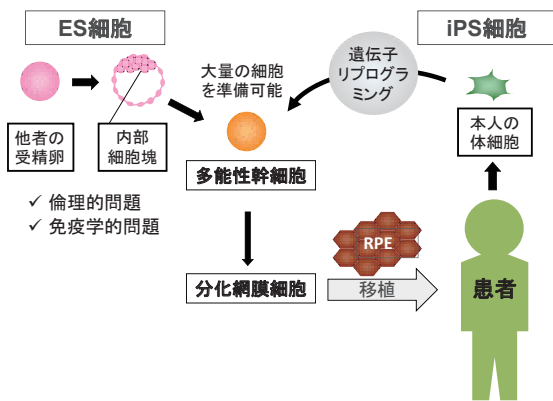 ES細胞
iPS細胞
大量の細胞
を準備可能
遺伝子
リプログラ
ミング
他者の
受精卵
内部
細胞塊
本人の
体細胞
多能性幹細胞
✓ 倫理的問題
✓ 免疫学的問題
RPE
分化網膜細胞
移植
患者